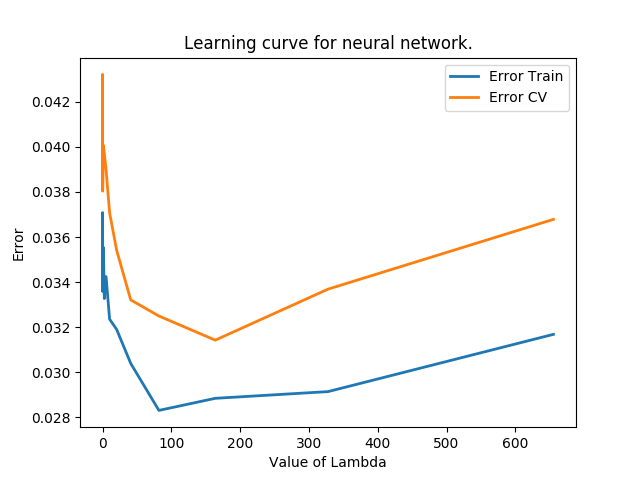 Learning curve for neural network.
Error Train
Error CV
0.042
0.040
0.038
0.036
0.034
0.032
0.030
0.028
Error
0 100 200 300 400 500 600
Value of Lambda